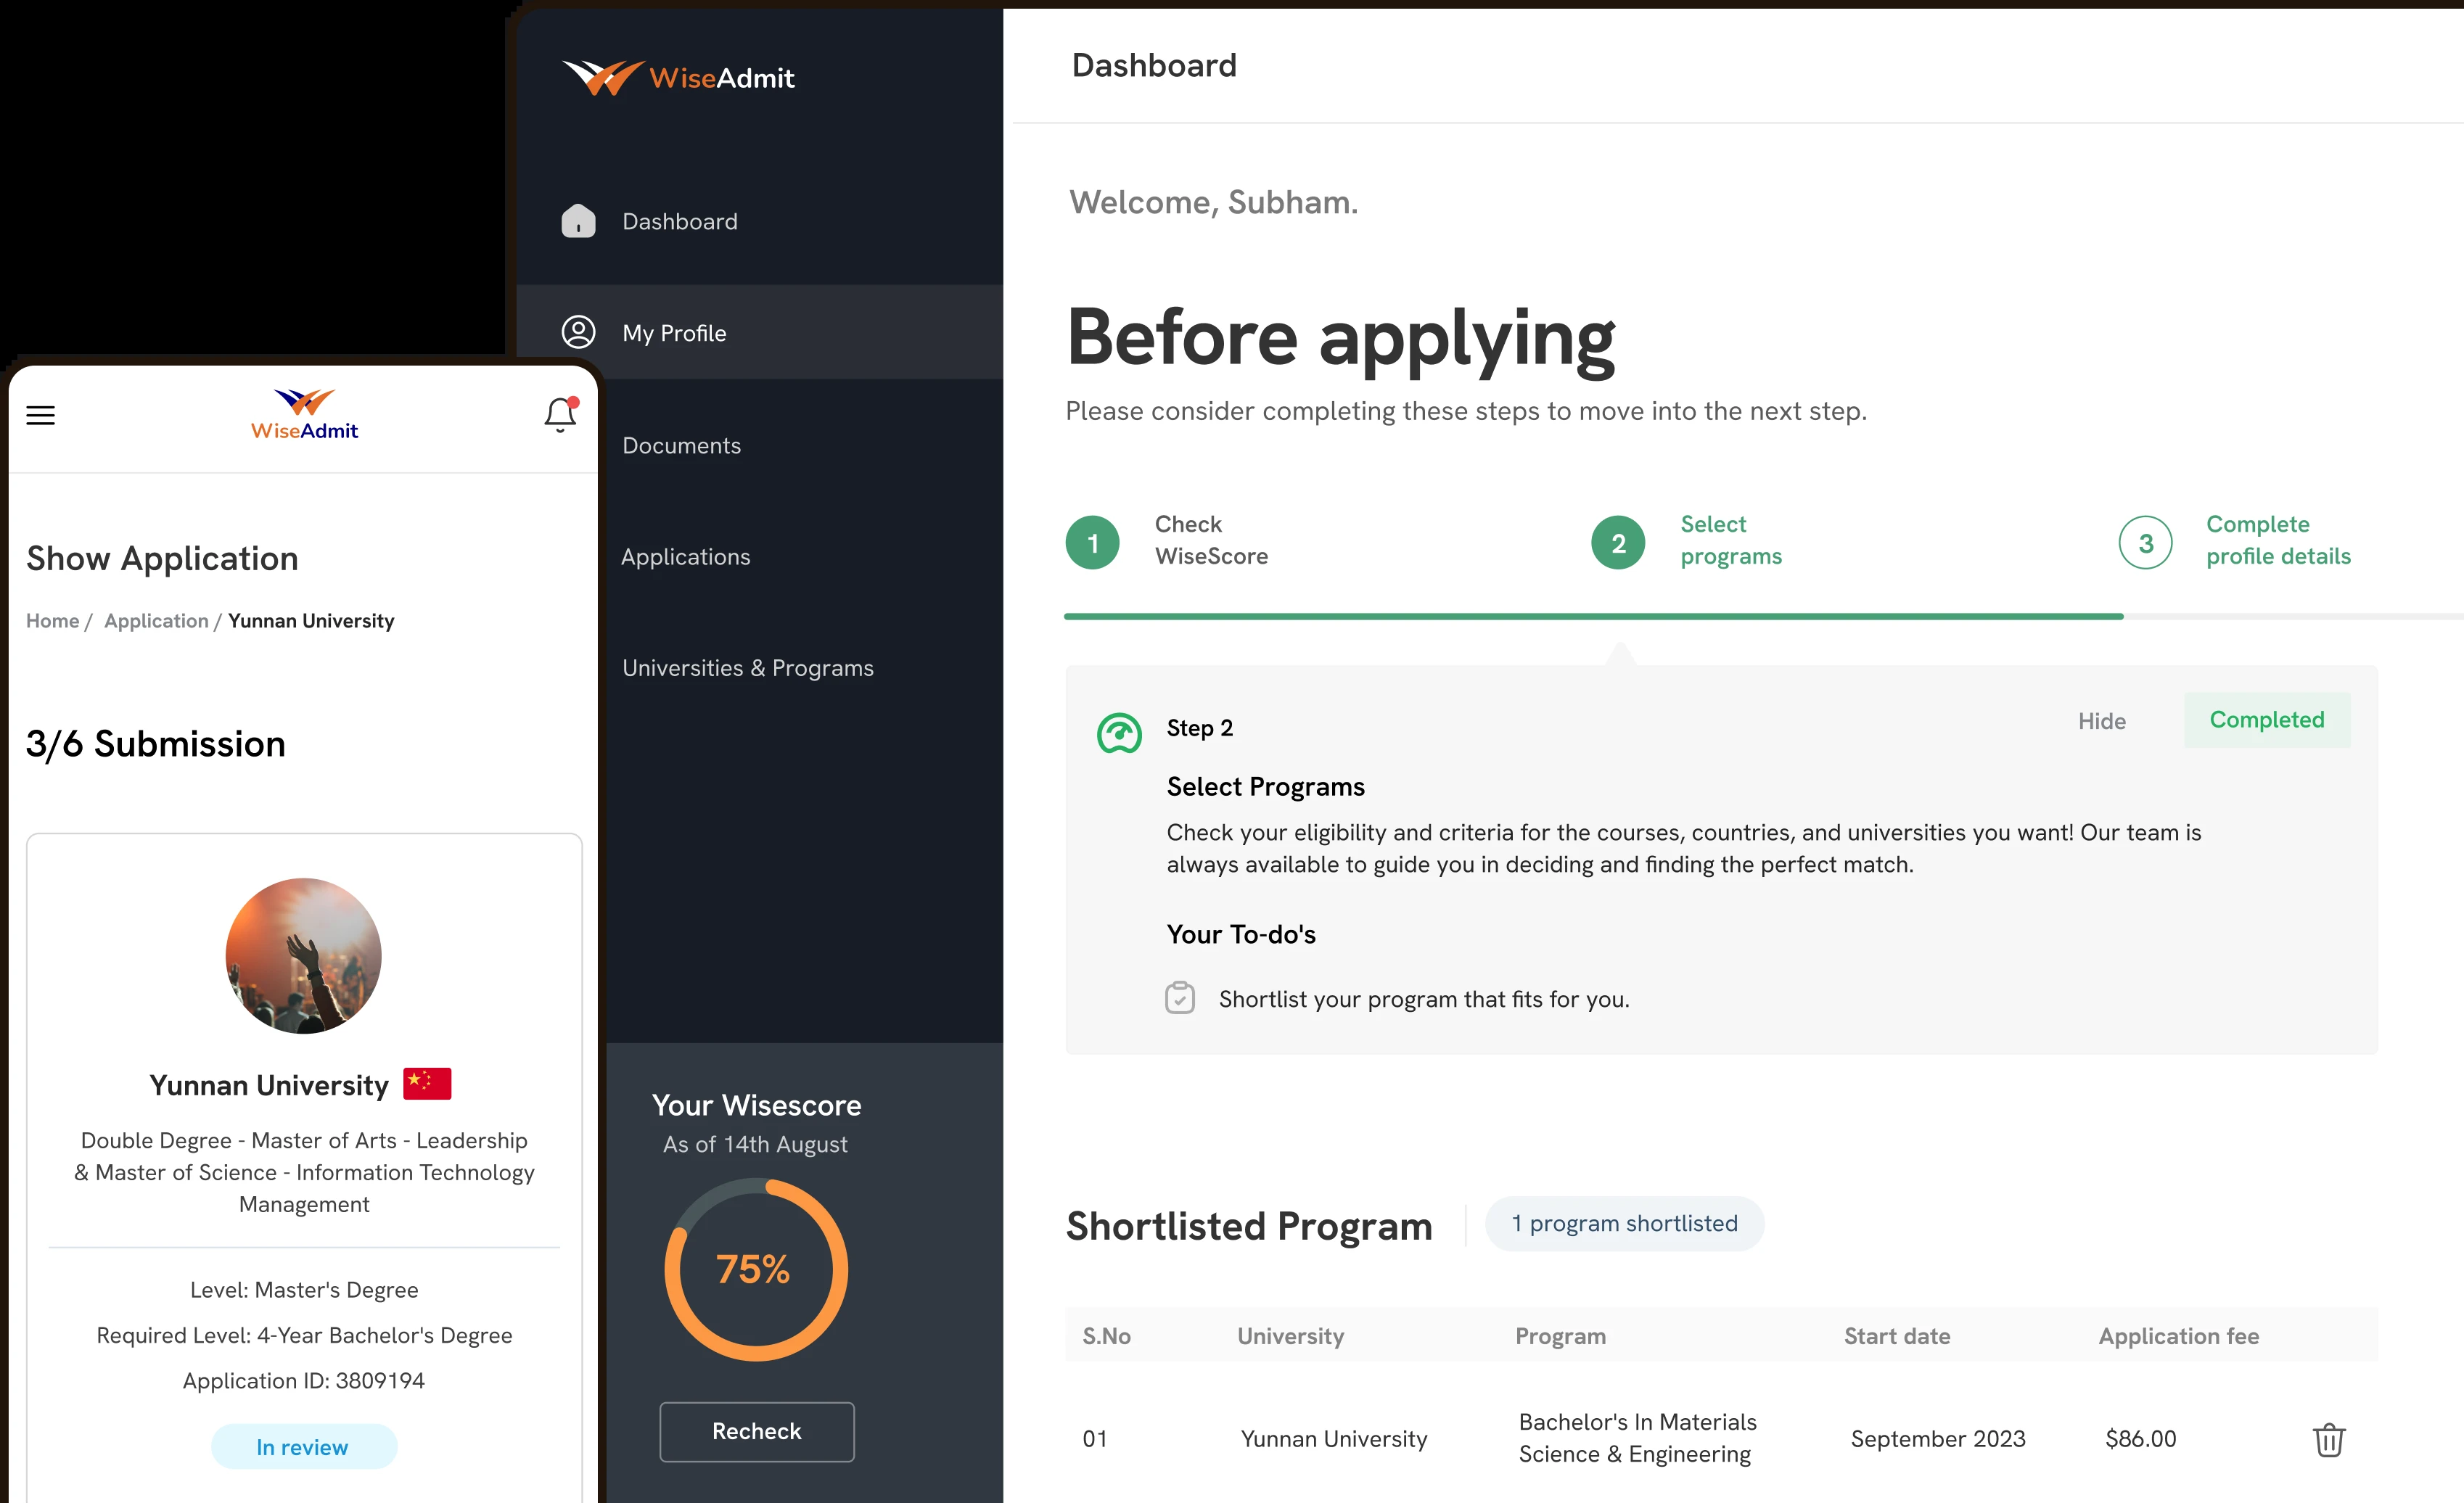 WiseAdmit
Dashboard
My Profile
Documents
Applications
Universities & Programs
Your Wisescore
As of 14th August
75%
Recheck
Dashboard
Welcome, Subham.
Before applying
Please consider completing these steps to move into the next step.
1
Check
WiseScore
2
Select
programs
3
Complete
profile details
Step 2
Hide
Completed
Select Programs
Check your eligibility and criteria for the courses, countries, and universities you want! Our team is
always available to guide you in deciding and finding the perfect match.
Your To-do's
Shortlist your program that fits for you.
Shortlisted Program
1 program shortlisted
S.No University Program Start date Application fee
01 Yunnan University Bachelor's In Materials
Science & Engineering September 2023 $86.00
WiseAdmit
Show Application
Home / Application / Yunnan University
3/6 Submission
Yunnan University
Double Degree - Master of Arts - Leadership
& Master of Science - Information Technology
Management
Level: Master's Degree
Required Level: 4-Year Bachelor's Degree
Application ID: 3809194
In review